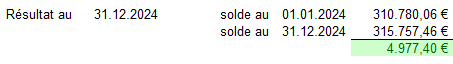 Résultat au 31.12.2024 solde au 01.01.2024 310.780,06 €
solde au 31.12.2024 315.757,46 €
4.977,40 €